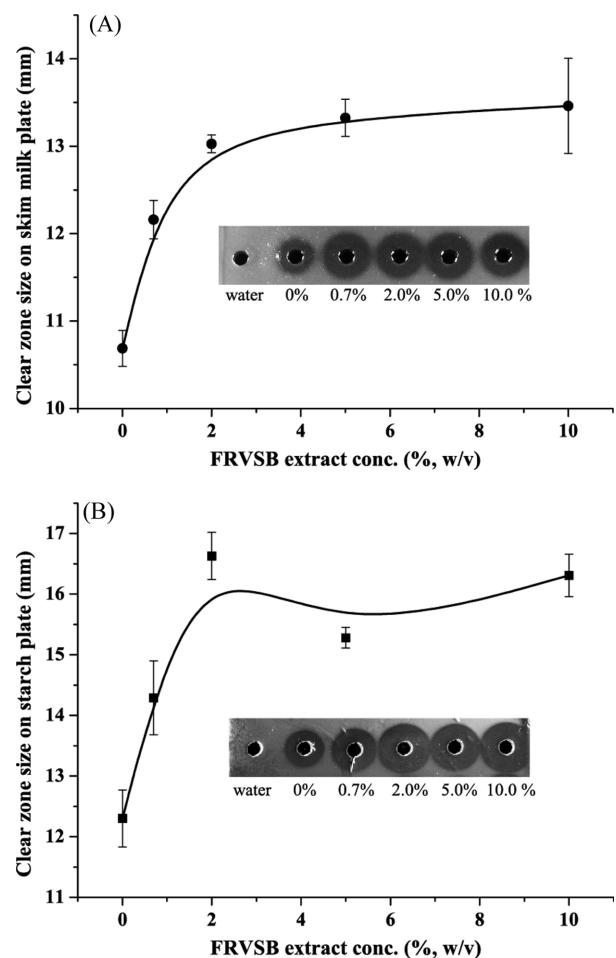 (A)
Clear zone size on skim milk plate (mm)
14
13
12
11
10
water 0% 0.7% 2.0% 5.0% 10.0 %
0 2 4 6 8 10
FRVSB extract conc. (%, w/v)
(B)
Clear zone size on starch plate (mm)
17
16
15
14
13
12
11
water 0% 0.7% 2.0% 5.0% 10.0 %
0 2 4 6 8 10
FRVSB extract conc. (%, w/v)